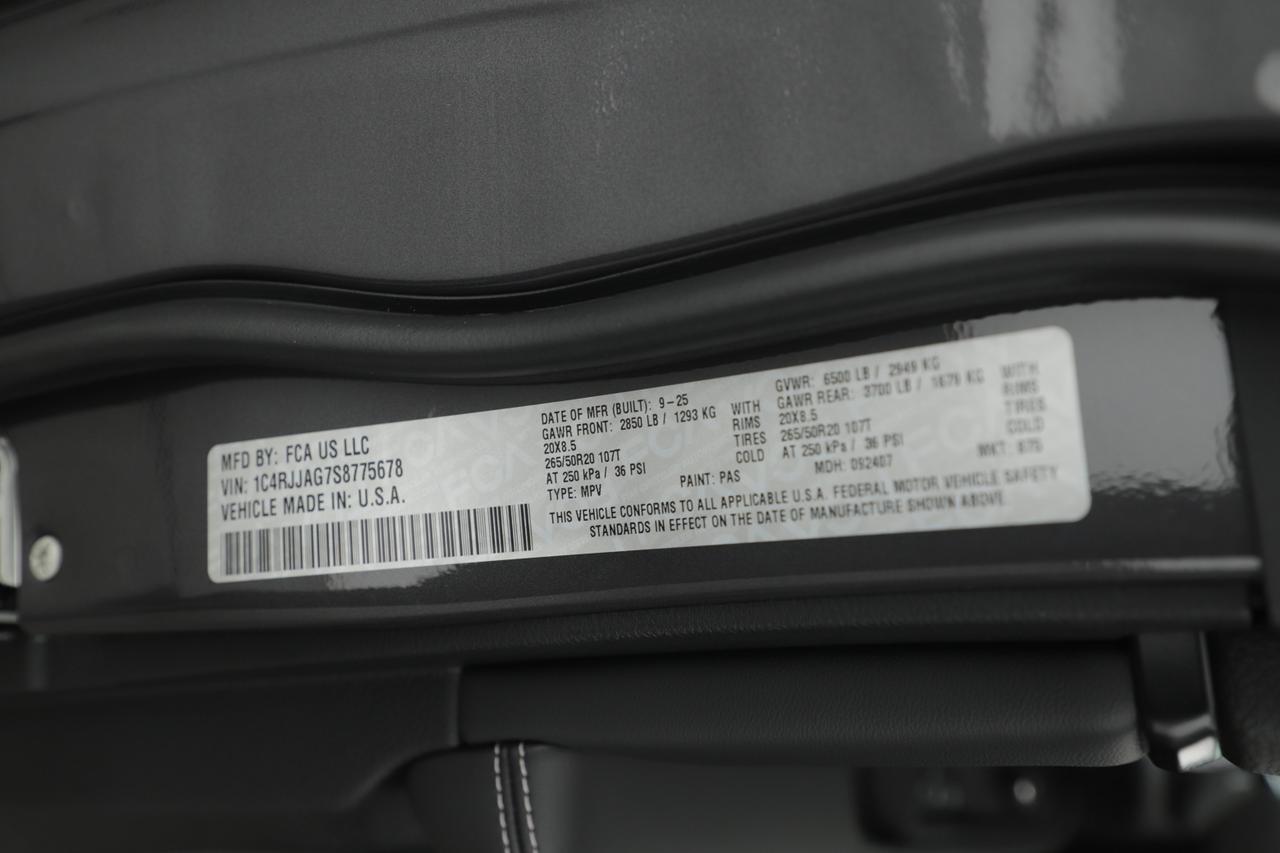 MFD BY: FCA US LLC
VIN: 1C4RJJAG7S8775678
VEHICLE MADE IN: U.S.A.
DATE OF MFR (BUILT): 9-25
GVWR: 6500 LB / 2949 KG
GAWR FRONT: 2850 LB / 1293 KG WITH
20X8.5 RIMS
265/50R20 107T TIRES
AT 250 kPa / 36 PSI COLD
GAWR REAR: 3700 LB / 1678 KG WITH
20X8.5 RIMS
265/50R20 107T TIRES
AT 250 kPa / 36 PSI COLD
TYPE: MPV PAINT: PAS MDH: 092407 MKT:
THIS VEHICLE CONFORMS TO ALL APPLICABLE U.S.A. FEDERAL MOTOR VEHICLE SAFETY
STANDARDS IN EFFECT ON THE DATE OF MANUFACTURE SHOWN ABOVE.